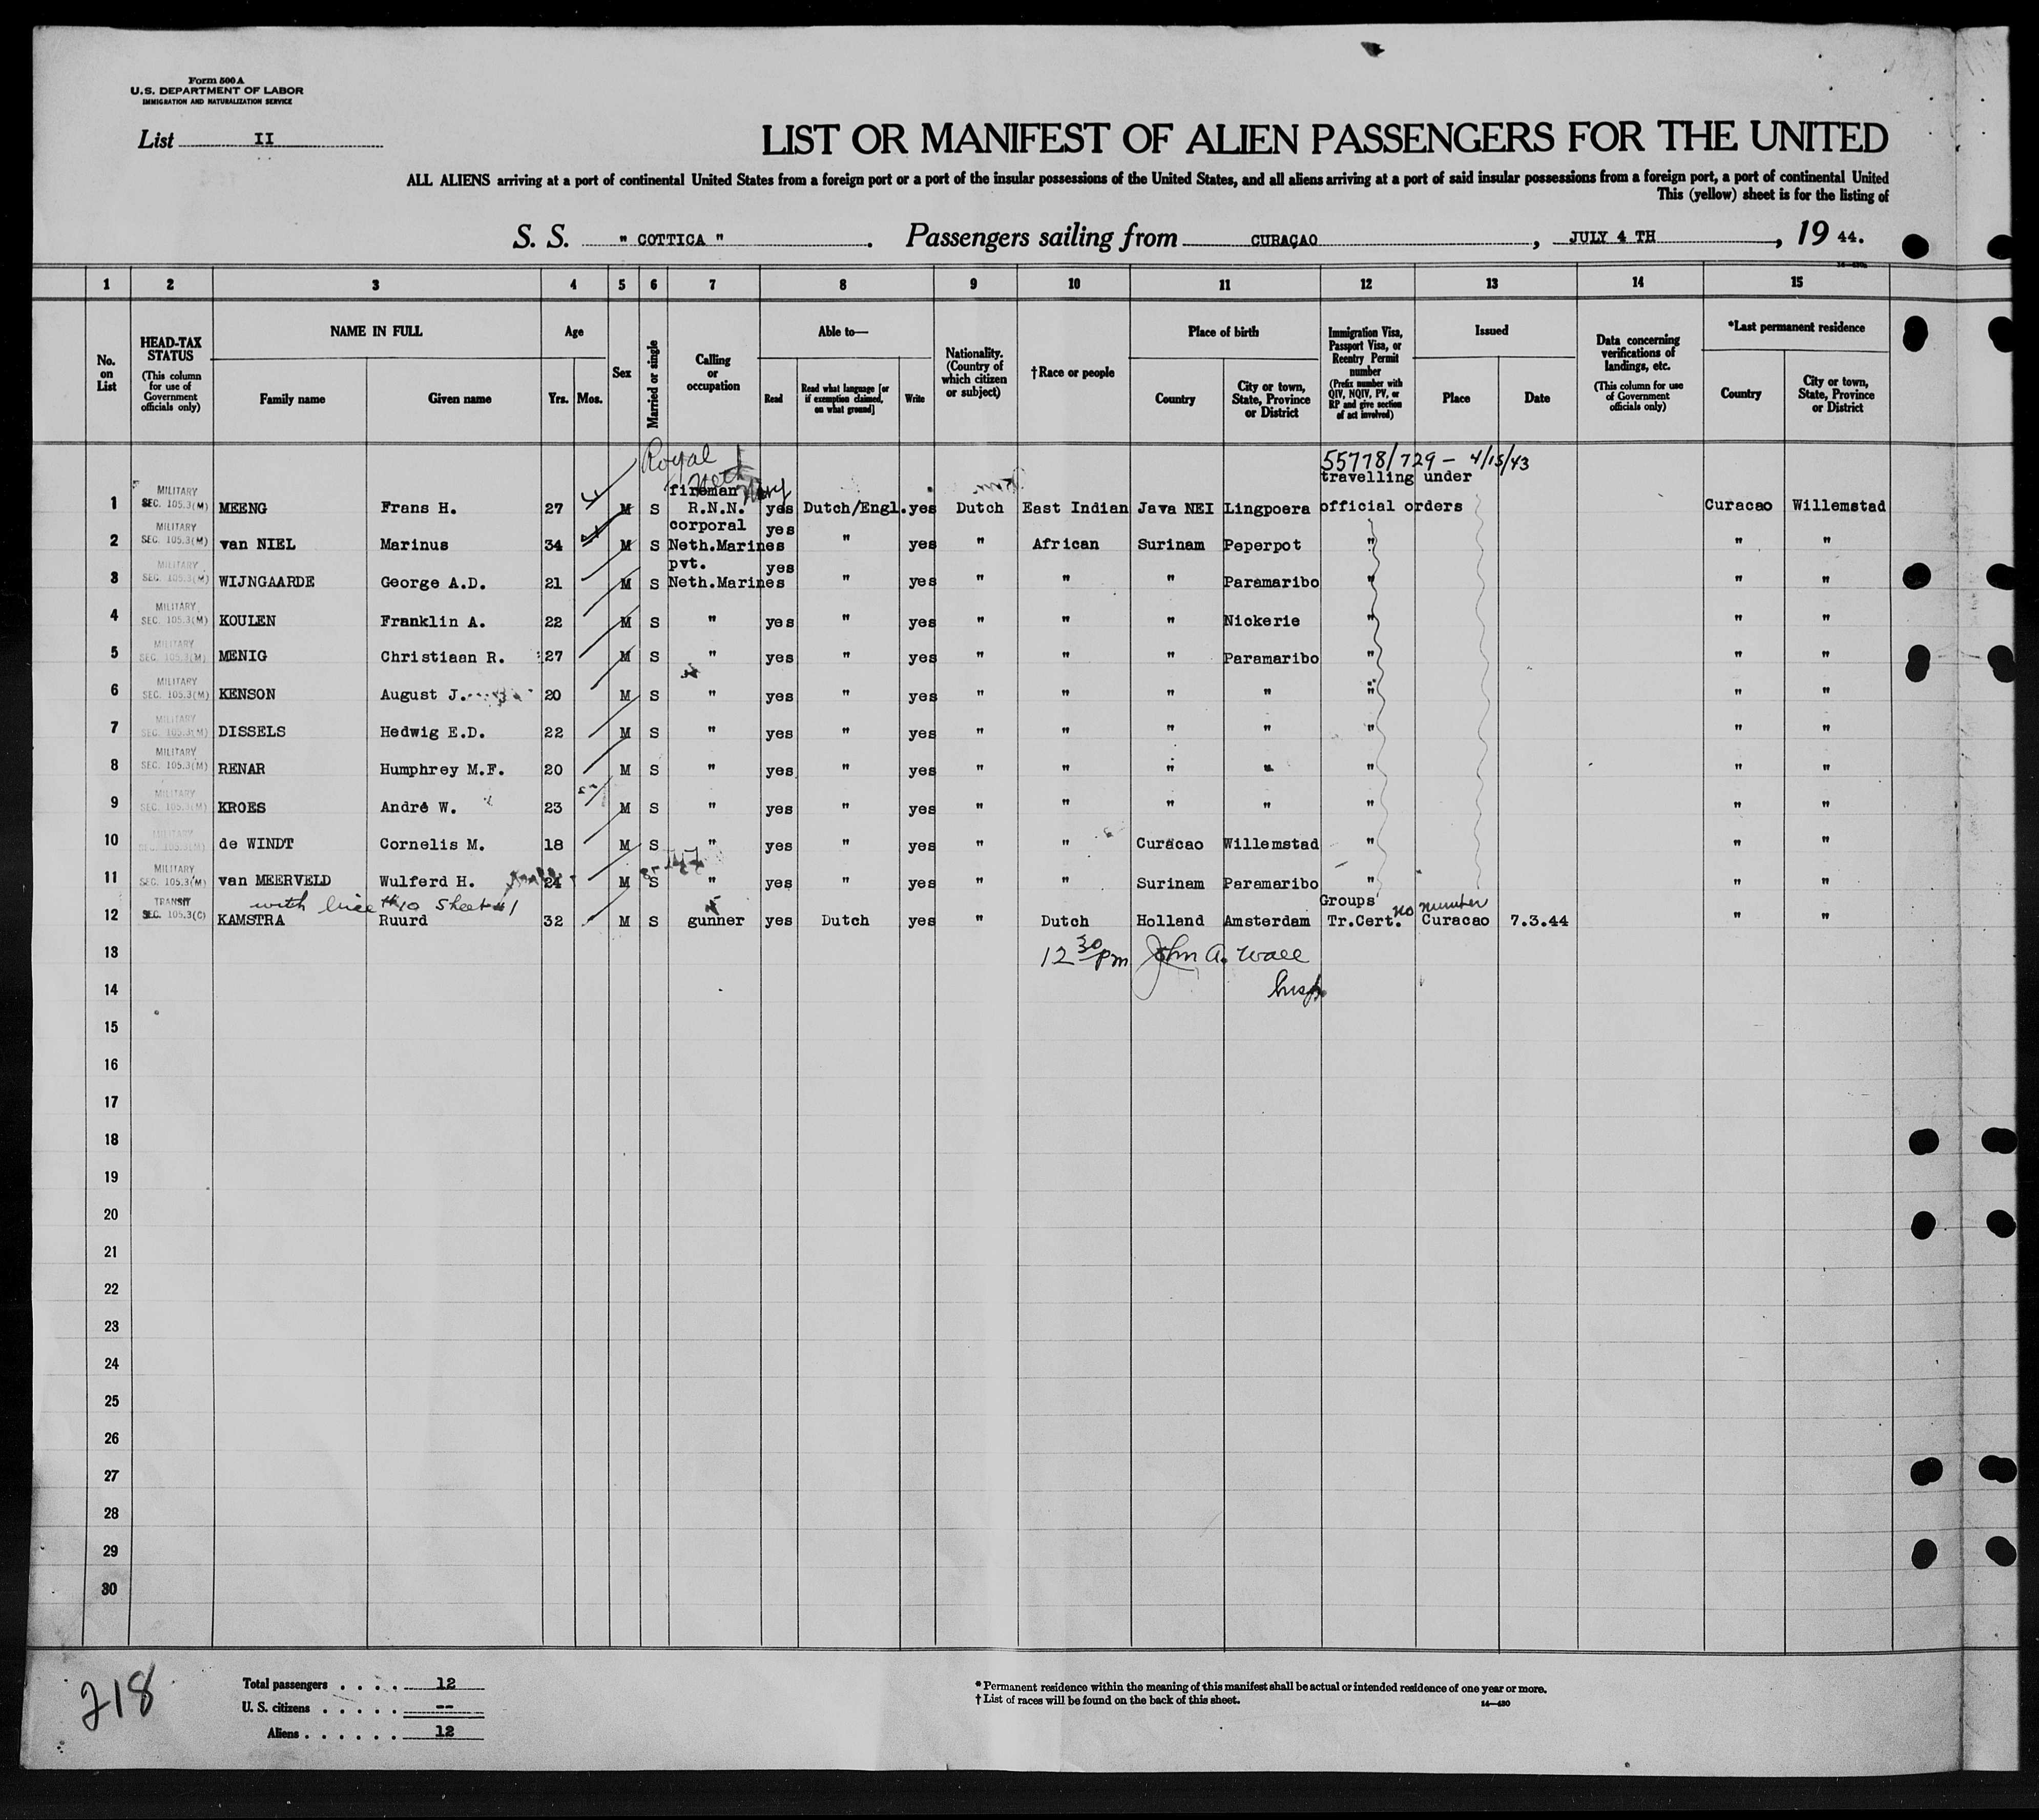 Form 500 A
U.S. DEPARTMENT OF LABOR
IMMIGRATION AND NATURALIZATION SERVICE
List II
LIST OR MANIFEST OF ALIEN PASSENGERS FOR THE UNITED
ALL ALIENS arriving at a port of continental United States from a foreign port or a port of the insular possessions of the United States, and all aliens arriving at a port of said insular possessions from a foreign port, a port of continental United
This (yellow) sheet is for the listing of
S. S. " COTTICA ". Passengers sailing from CURAÇAO, JULY 4 TH, 19 44.
1 2 3 4 5 6 7 8 9 10 11 12 13 14 15
No. on List
HEAD-TAX STATUS (This column for use of Government officials only)
NAME IN FULL Family name Given name
Age Yrs. Mos.
Sex
Married or single
Calling or occupation
Able to— Read Read what language [or if exemption claimed, on what ground] Write
Nationality. (Country of which citizen or subject)
†Race or people
Place of birth Country City or town, State, Province or District
Immigration Visa, Passport Visa, or Reentry Permit number (Prefix number with QIV, NQIV, PV, or RP and give section of act involved)
Issued Place Date
Data concerning verifications of landings, etc. (This column for use of Government officials only)
*Last permanent residence Country City or town, State, Province or District
Royal Neth Navy
55778/729 - 4/15/43
travelling under
1 MILITARY SEC. 105.3(M) MEENG Frans H. 27 M S fireman R.N.N. yes Dutch/Engl. yes Dutch East Indian Java NEI Lingpoera official orders Curacao Willemstad
2 MILITARY SEC. 105.3(M) van NIEL Marinus 34 M S corporal Neth.Marines yes " yes " African Surinam Peperpot " " "
3 MILITARY SEC. 105.3(M) WIJNGAARDE George A.D. 21 M S pvt. Neth.Marines yes " yes " " " Paramaribo " " "
4 MILITARY SEC. 105.3(M) KOULEN Franklin A. 22 M S " yes " yes " " " Nickerie " " "
5 MILITARY SEC. 105.3(M) MENIG Christiaan R. 27 M S " yes " yes " " " Paramaribo " " "
6 MILITARY SEC. 105.3(M) KENSON August J. 20 M S " yes " yes " " " " " " "
7 MILITARY SEC. 105.3(M) DISSELS Hedwig E.D. 22 M S " yes " yes " " " " " " "
8 MILITARY SEC. 105.3(M) RENAR Humphrey M.F. 20 M S " yes " yes " " " " " " "
9 MILITARY SEC. 105.3(M) KROES André W. 23 M S " yes " yes " " " " " " "
10 MILITARY SEC. 105.3(M) de WINDT Cornelis M. 18 M S " yes " yes " " Curacao Willemstad " " "
11 MILITARY SEC. 105.3(M) van MEERVELD Wulferd H. 24 M S " yes " yes " " Surinam Paramaribo " " "
with line #10 Sheet #1
12 TRANSIT SEC. 105.3(C) KAMSTRA Ruurd 32 M S gunner yes Dutch yes " Dutch Holland Amsterdam Groups Tr.Cert. no number Curacao 7.3.44 " "
13 12 30 pm John A. Wall
14 Insp
15
16
17
18
19
20
21
22
23
24
25
26
27
28
29
30
218
Total passengers . . . . 12
U. S. citizens . . . . . --
Aliens . . . . . . 12
* Permanent residence within the meaning of this manifest shall be actual or intended residence of one year or more.
† List of races will be found on the back of this sheet.
14—430